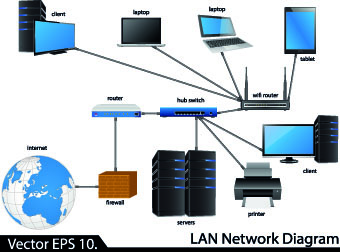 client
laptop
laptop
tablet
wifi router
router
hub switch
internet
firewall
client
servers
printer
LAN Network Diagram
Vector EPS 10.